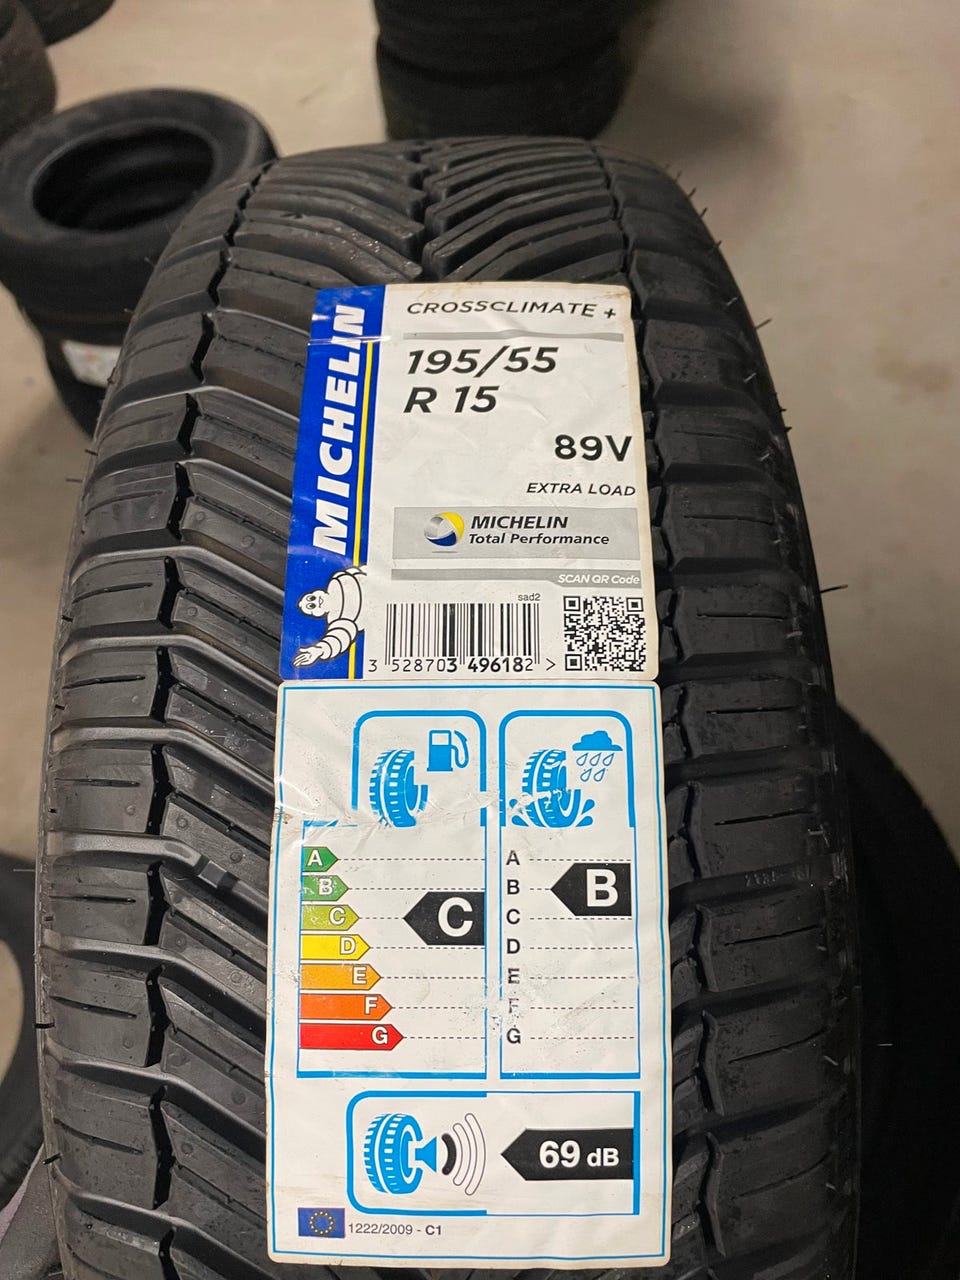 MICHELIN
CROSSCLIMATE +
195/55
R 15
89V
EXTRA LOAD
MICHELIN
Total Performance
SCAN QR Code
sad2
3 528703 496182 >
A
B
C
D
E
F
G
C
A
B
C
D
E
F
G
B
69 dB
1222/2009 - C1